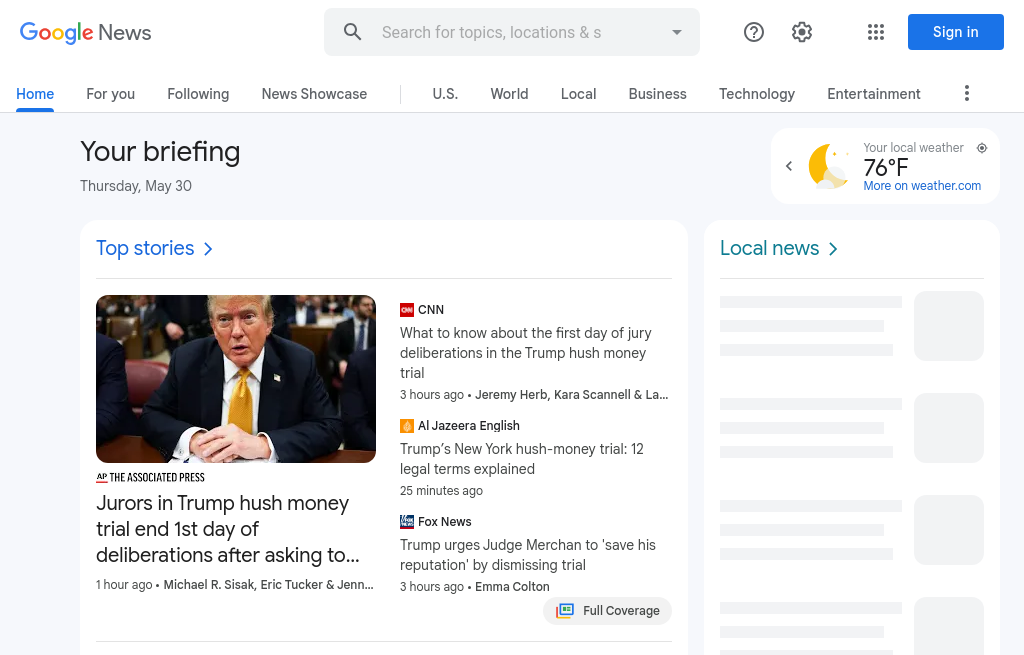 Google News
Search for topics, locations & s
Sign in
Home
For you
Following
News Showcase
U.S.
World
Local
Business
Technology
Entertainment
Your briefing
Thursday, May 30
Your local weather
76°F
More on weather.com
Top stories
Local news
AP THE ASSOCIATED PRESS
Jurors in Trump hush money
trial end 1st day of
deliberations after asking to...
1 hour ago • Michael R. Sisak, Eric Tucker & Jenn...
CNN
What to know about the first day of jury
deliberations in the Trump hush money
trial
3 hours ago • Jeremy Herb, Kara Scannell & La...
Al Jazeera English
Trump’s New York hush-money trial: 12
legal terms explained
25 minutes ago
Fox News
Trump urges Judge Merchan to 'save his
reputation' by dismissing trial
3 hours ago • Emma Colton
Full Coverage